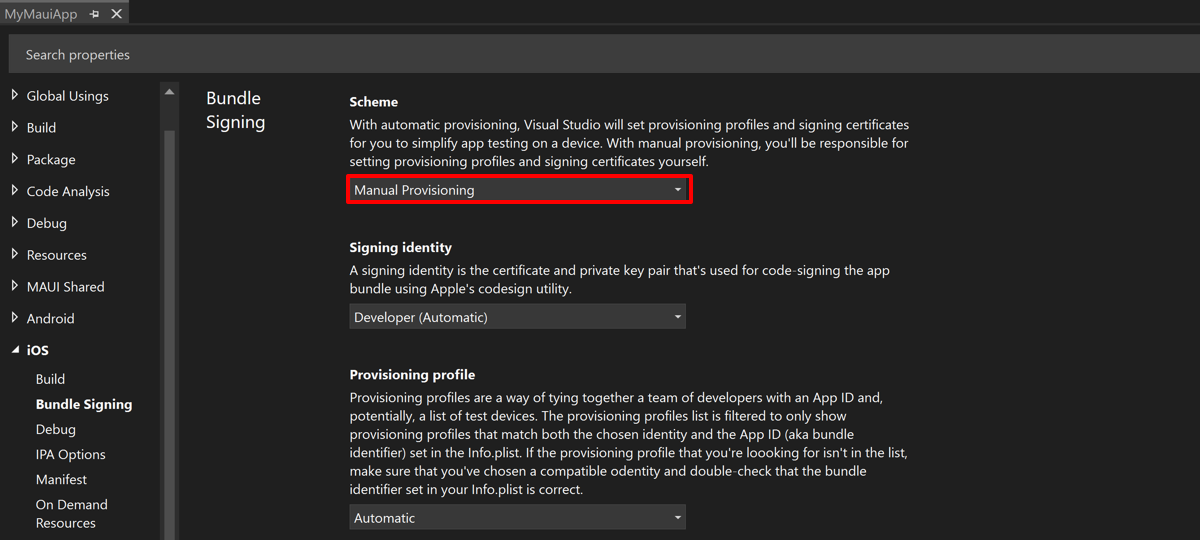 MyMauiApp
Search properties
Global Usings
Build
Package
Code Analysis
Debug
Resources
MAUI Shared
Android
iOS
Build
Bundle Signing
Debug
IPA Options
Manifest
On Demand
Resources
Bundle
Signing
Scheme
With automatic provisioning, Visual Studio will set provisioning profiles and signing certificates
for you to simplify app testing on a device. With manual provisioning, you'll be responsible for
setting provisioning profiles and signing certificates yourself.
Manual Provisioning
Signing identity
A signing identity is the certificate and private key pair that's used for code-signing the app
bundle using Apple's codesign utility.
Developer (Automatic)
Provisioning profile
Provisioning profiles are a way of tying together a team of developers with an App ID and,
potentially, a list of test devices. The provisioning profiles list is filtered to only show
provisioning profiles that match both the chosen identity and the App ID (aka bundle
identifier) set in the Info.plist. If the provisioning profile that you're loooking for isn't in the list,
make sure that you've chosen a compatible odentity and double-check that the bundle
identifier set in your Info.plist is correct.
Automatic